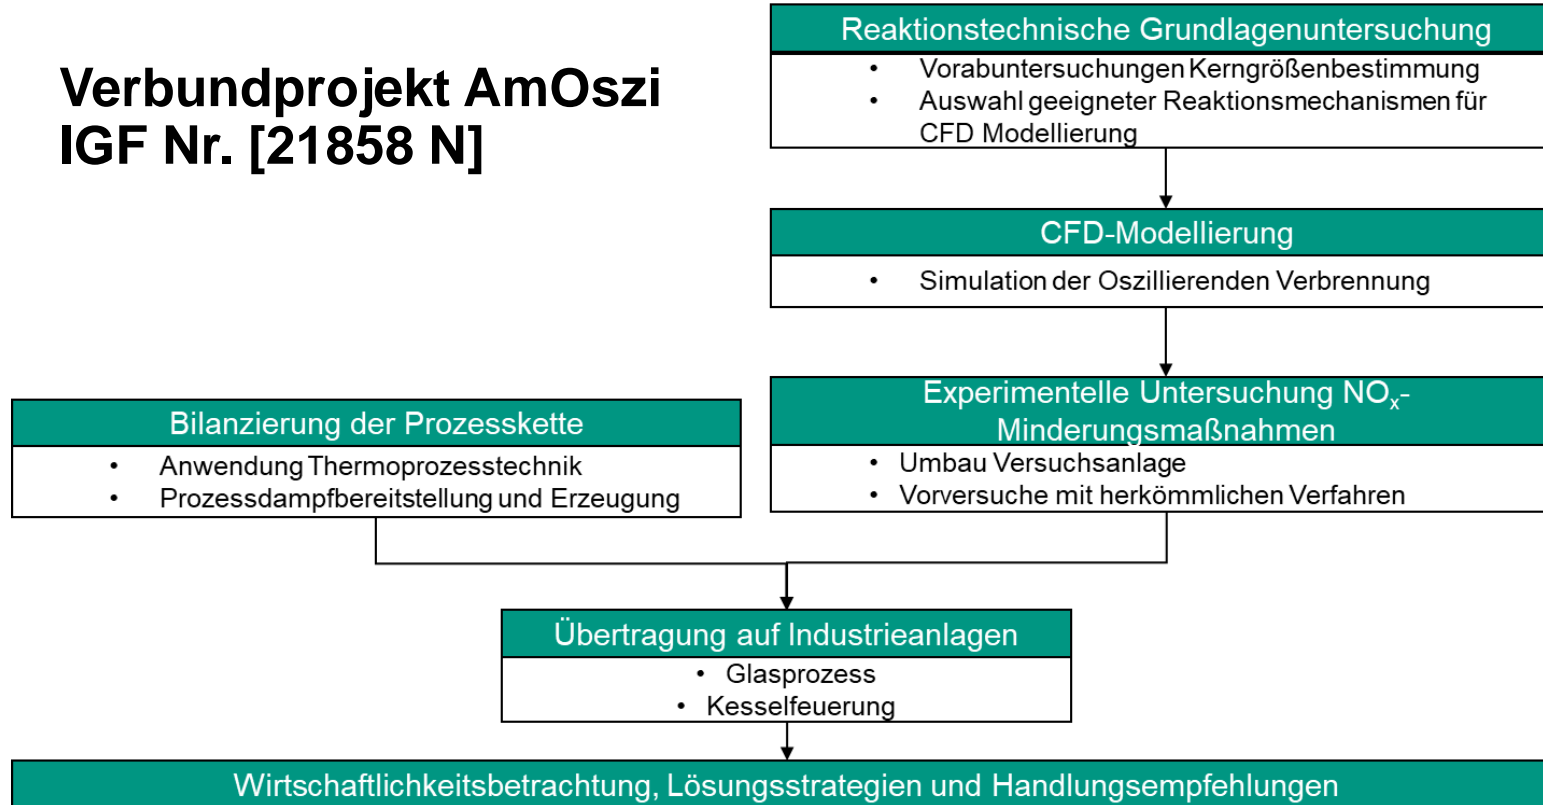 Verbundprojekt AmOszi
IGF Nr. [21858 N]
Reaktionstechnische Grundlagenuntersuchung
• Vorabuntersuchungen Kerngrößenbestimmung
• Auswahl geeigneter Reaktionsmechanismen für
CFD Modellierung
CFD-Modellierung
• Simulation der Oszillierenden Verbrennung
Experimentelle Untersuchung NOx-
Minderungsmaßnahmen
• Umbau Versuchsanlage
• Vorversuche mit herkömmlichen Verfahren
Bilanzierung der Prozesskette
• Anwendung Thermoprozesstechnik
• Prozessdampfbereitstellung und Erzeugung
Übertragung auf Industrieanlagen
• Glasprozess
• Kesselfeuerung
Wirtschaftlichkeitsbetrachtung, Lösungsstrategien und Handlungsempfehlungen